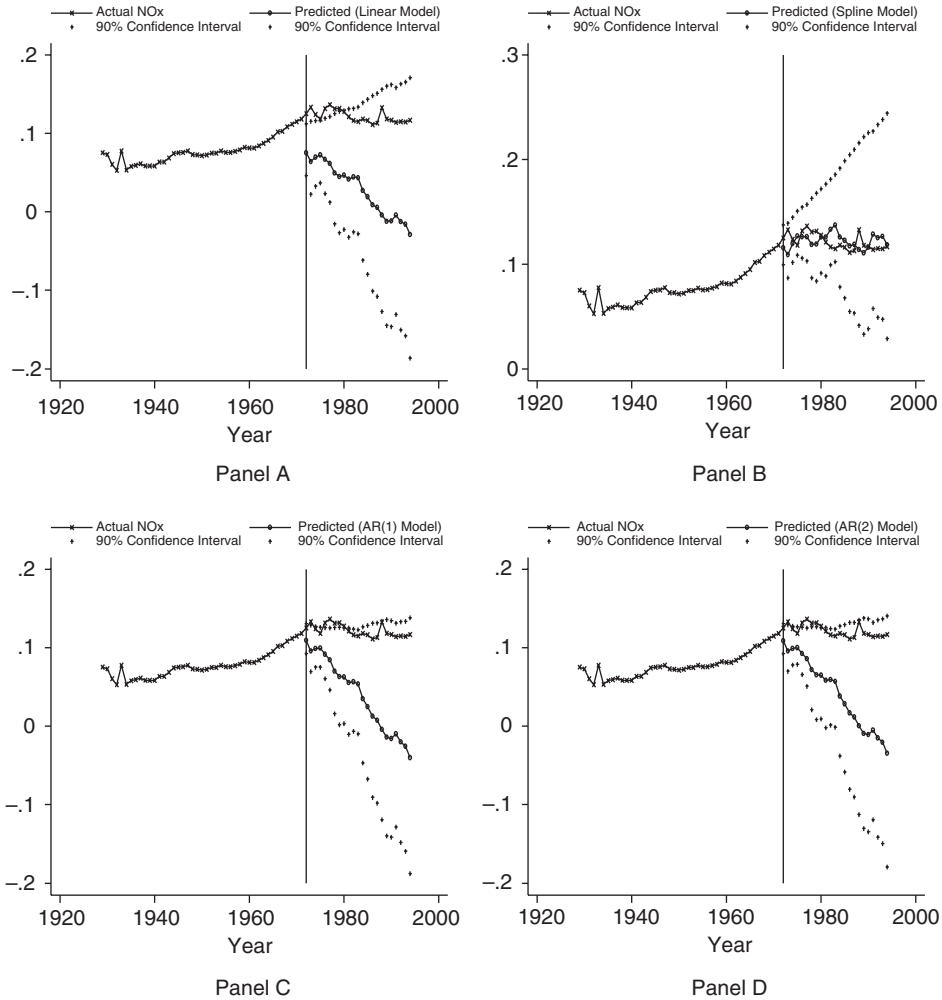 Actual NOx Predicted (Linear Model)
90% Confidence Interval 90% Confidence Interval
.2
.1
0
−.1
−.2
1920 1940 1960 1980 2000
Year
Panel A
Actual NOx Predicted (Spline Model)
90% Confidence Interval 90% Confidence Interval
.3
.2
.1
0
1920 1940 1960 1980 2000
Year
Panel B
Actual NOx Predicted (AR(1) Model)
90% Confidence Interval 90% Confidence Interval
.2
.1
0
−.1
−.2
1920 1940 1960 1980 2000
Year
Panel C
Actual NOx Predicted (AR(2) Model)
90% Confidence Interval 90% Confidence Interval
.2
.1
0
−.1
−.2
1920 1940 1960 1980 2000
Year
Panel D